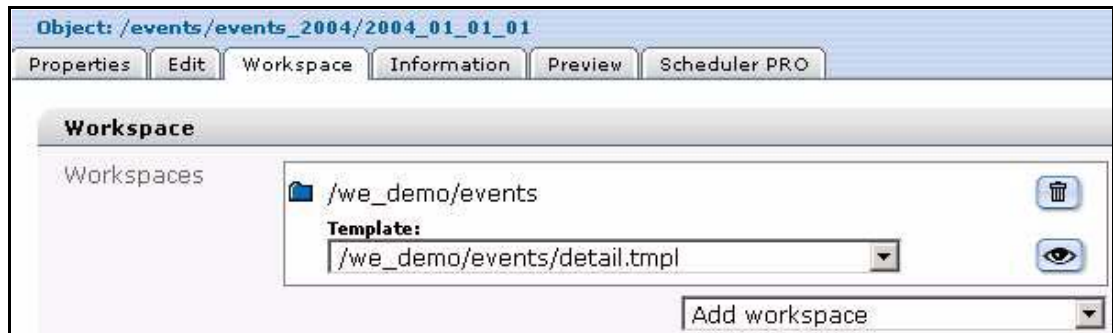 Object: /events/events_2004/2004_01_01_01
Properties Edit Workspace Information Preview Scheduler PRO
Workspace
Workspaces
/we_demo/events
Template:
/we_demo/events/detail.tmpl
Add workspace